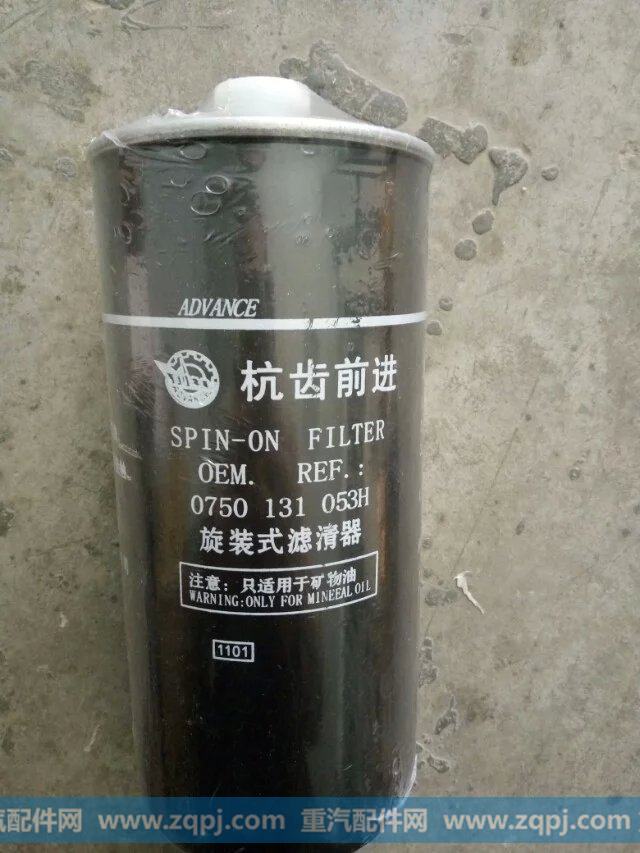 ADVANCE
杭齿前进
SPIN-ON FILTER
OEM. REF.:
0750 131 053H
旋装式滤清器
注意：只适用于矿物油
WARNING:ONLY FOR MINEEAL OIL
1101
汽配件网 www.zqpj.com 重汽配件网 www.zqpj.com